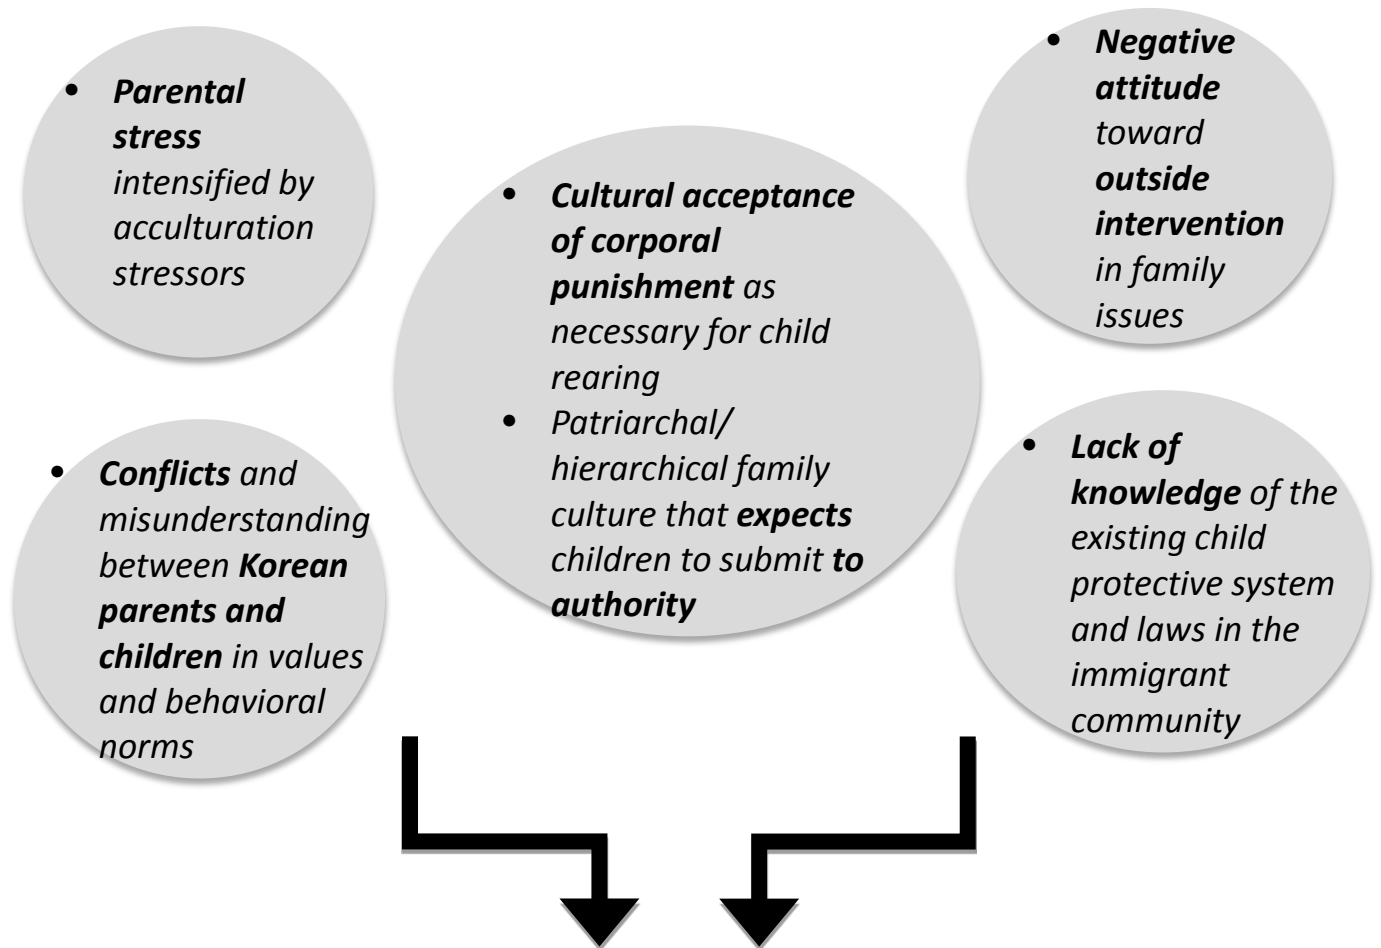 • Parental
stress
intensified by
acculturation
stressors
• Negative
attitude
toward
outside
intervention
in family
issues
• Cultural acceptance
of corporal
punishment as
necessary for child
rearing
• Patriarchal/
hierarchical family
culture that expects
children to submit to
authority
• Conflicts and
misunderstanding
between Korean
parents and
children in values
and behavioral
norms
• Lack of
knowledge of the
existing child
protective system
and laws in the
immigrant
community